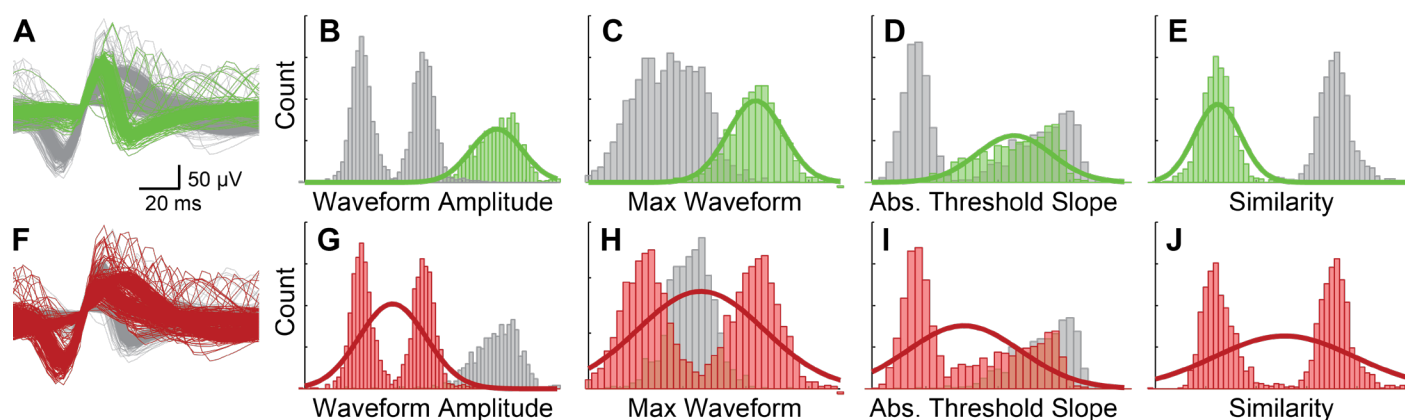 A
B
C
D
E
Count
50 µV
20 ms
Waveform Amplitude
Max Waveform
Abs. Threshold Slope
Similarity
F
G
H
I
J
Count
Waveform Amplitude
Max Waveform
Abs. Threshold Slope
Similarity